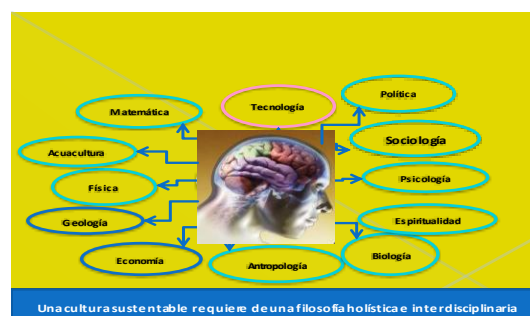 Política
Tecnología
Matemática
Sociología
Acuacultura
Psicología
Física
Espiritualidad
Geología
Biología
Economía
Antropología
Una cultura sustentable requiere de una filosofía holística e interdisciplinaria